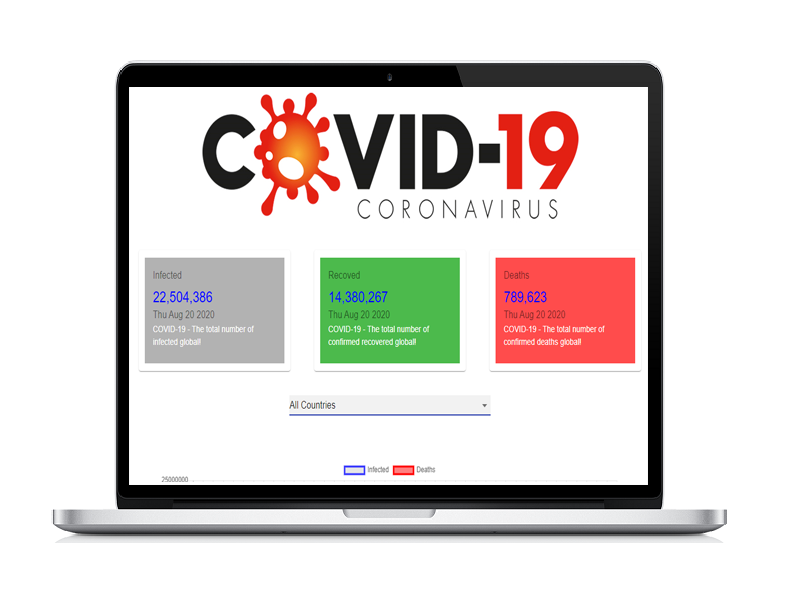 COVID-19
CORONAVIRUS
Infected
22,504,386
Thu Aug 20 2020
COVID-19 - The total number of
infected global!
Recoved
14,380,267
Thu Aug 20 2020
COVID-19 - The total number of
confirmed recovered global!
Deaths
789,623
Thu Aug 20 2020
COVID-19 - The total number of
confirmed deaths global!
All Countries
Infected Deaths
25000000